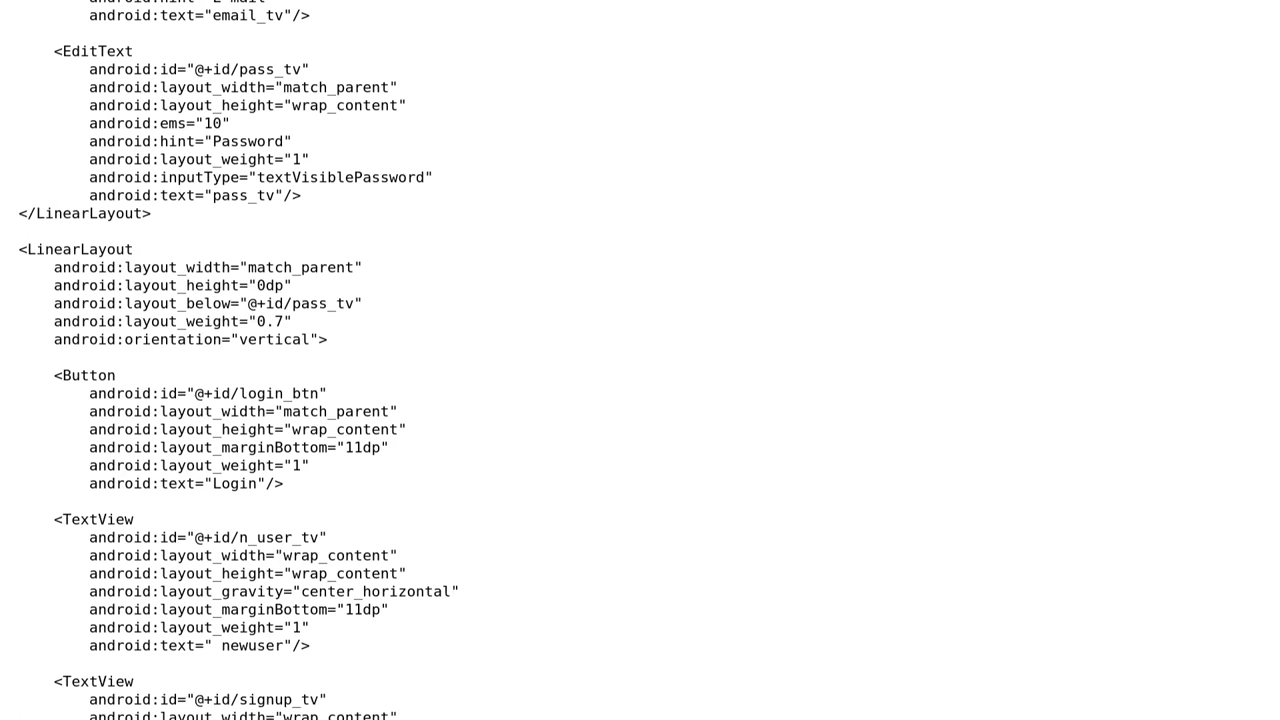 android:text="email_tv"/>
<EditText
android:id="@+id/pass_tv"
android:layout_width="match_parent"
android:layout_height="wrap_content"
android:ems="10"
android:hint="Password"
android:layout_weight="1"
android:inputType="textVisiblePassword"
android:text="pass_tv"/>
</LinearLayout>
<LinearLayout
android:layout_width="match_parent"
android:layout_height="0dp"
android:layout_below="@+id/pass_tv"
android:layout_weight="0.7"
android:orientation="vertical">
<Button
android:id="@+id/login_btn"
android:layout_width="match_parent"
android:layout_height="wrap_content"
android:layout_marginBottom="11dp"
android:layout_weight="1"
android:text="Login"/>
<TextView
android:id="@+id/n_user_tv"
android:layout_width="wrap_content"
android:layout_height="wrap_content"
android:layout_gravity="center_horizontal"
android:layout_marginBottom="11dp"
android:layout_weight="1"
android:text=" newuser"/>
<TextView
android:id="@+id/signup_tv"
android:layout_width="wrap_content"